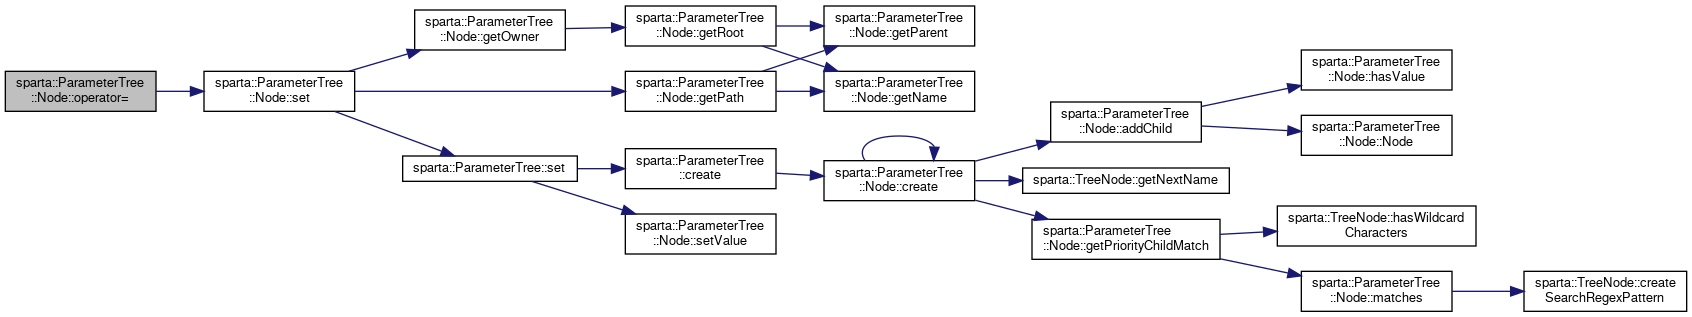 sparta::ParameterTree
::Node::operator=
sparta::ParameterTree
::Node::set
sparta::ParameterTree
::Node::getOwner
sparta::ParameterTree::set
sparta::ParameterTree
::Node::getRoot
sparta::ParameterTree
::Node::getPath
sparta::ParameterTree
::create
sparta::ParameterTree
::Node::setValue
sparta::ParameterTree
::Node::getParent
sparta::ParameterTree
::Node::getName
sparta::ParameterTree
::Node::create
sparta::ParameterTree
::Node::addChild
sparta::TreeNode::getNextName
sparta::ParameterTree
::Node::getPriorityChildMatch
sparta::ParameterTree
::Node::hasValue
sparta::ParameterTree
::Node::Node
sparta::TreeNode::hasWildcard
Characters
sparta::ParameterTree
::Node::matches
sparta::TreeNode::create
SearchRegexPattern